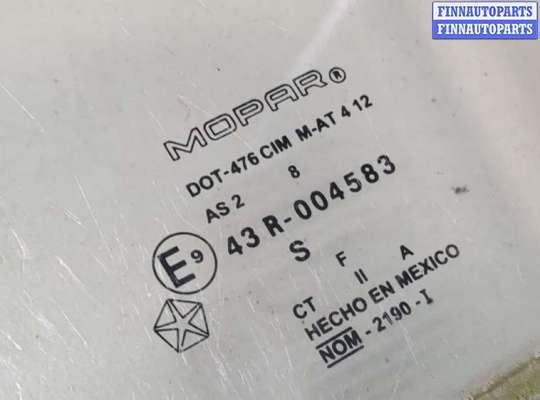 FINNAUTOPARTS
FINNAUTOPARTS
MOPAR®
DOT-476 CIM M-AT 4 12
AS 2 8
E9 43 R-004583
S
CT F II A
HECHO EN MEXICO
NOM - 2190 - I